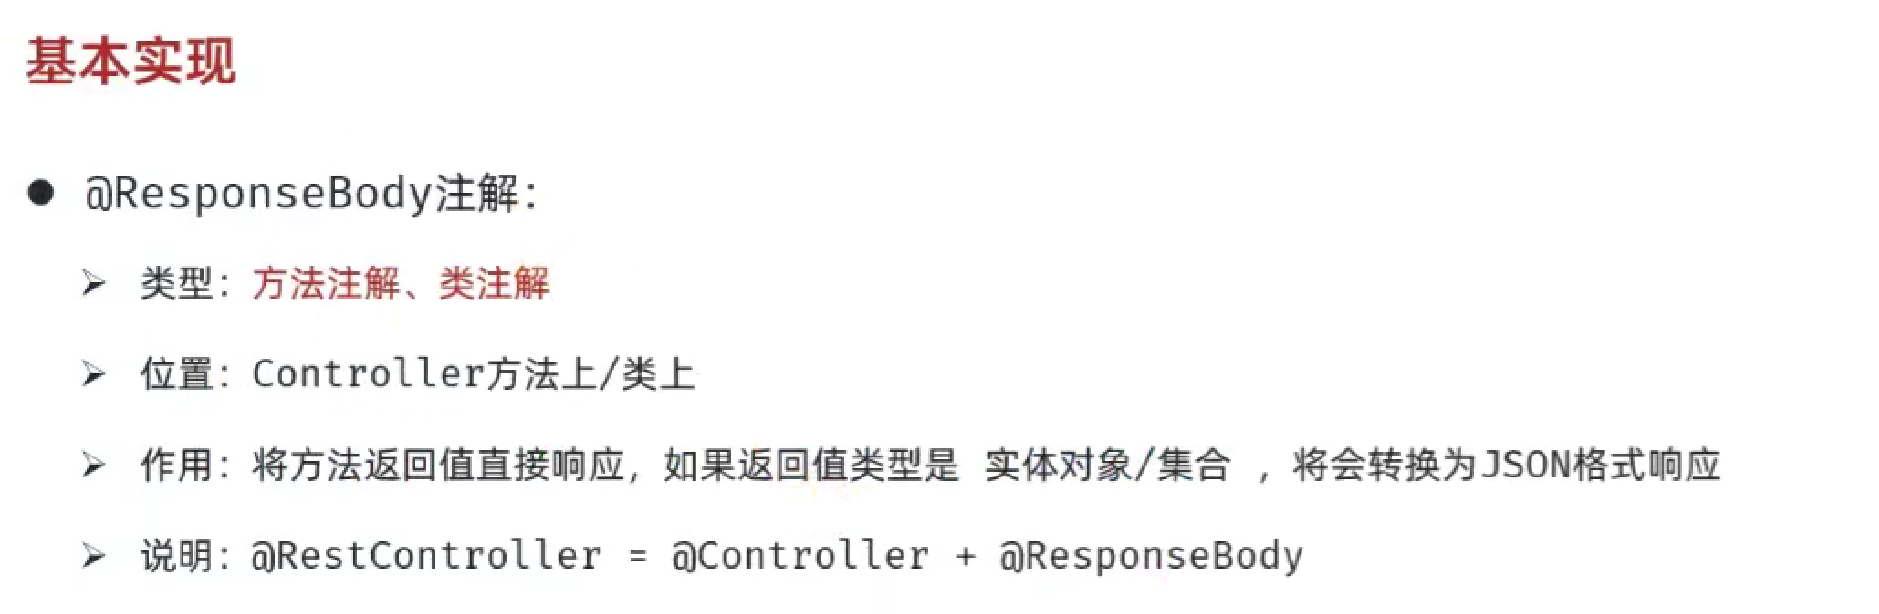 基本实现
● @ResponseBody注解：
➢ 类型：方法注解、类注解
➢ 位置：Controller方法上/类上
➢ 作用：将方法返回值直接响应，如果返回值类型是 实体对象/集合 ，将会转换为JSON格式响应
➢ 说明：@RestController = @Controller + @ResponseBody